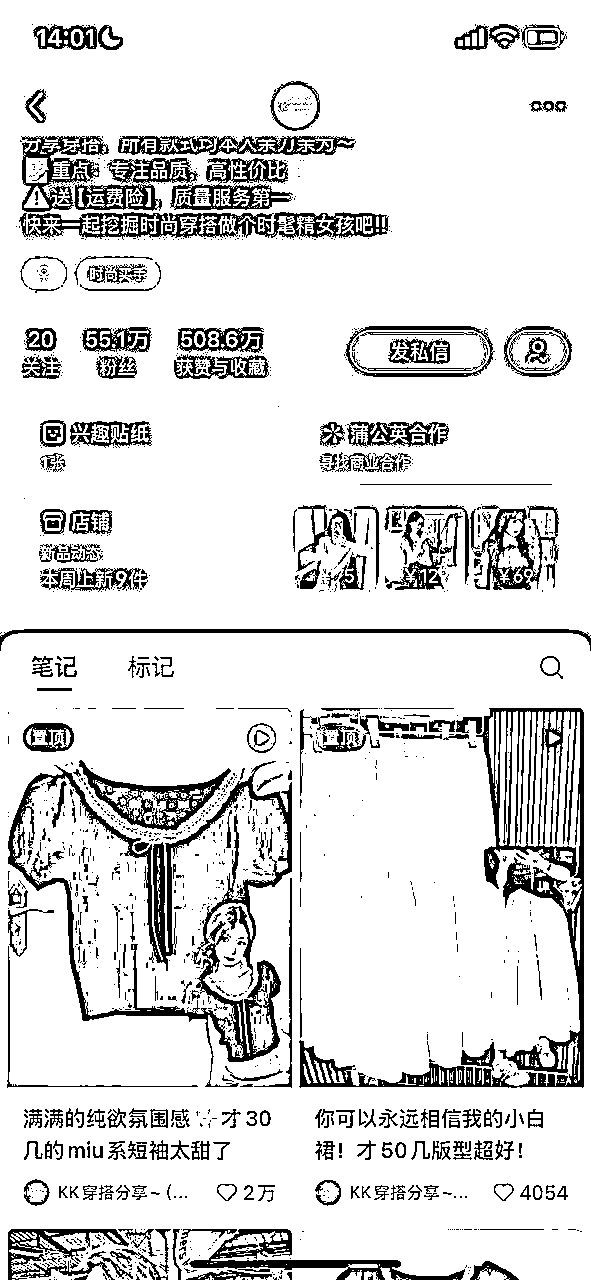 14:01
分享穿搭，所有款式均本人亲力亲为～
重点：专注品质，高性价比
送【运费险】，质量服务第一
快来一起挖掘时尚穿搭做个时髦精女孩吧!!
时尚买手
20 55.1万 508.6万
关注 粉丝 获赞与收藏
发私信
兴趣贴纸 蒲公英合作
1张 寻找商业合作
店铺
新品动态
本周上新9件
¥69
笔记 标记
置顶 置顶
满满的纯欲氛围感 才30
几的miu系短袖太甜了
KK穿搭分享~ (... 2万
你可以永远相信我的小白
裙！才50几版型超好！
KK穿搭分享~... 4054